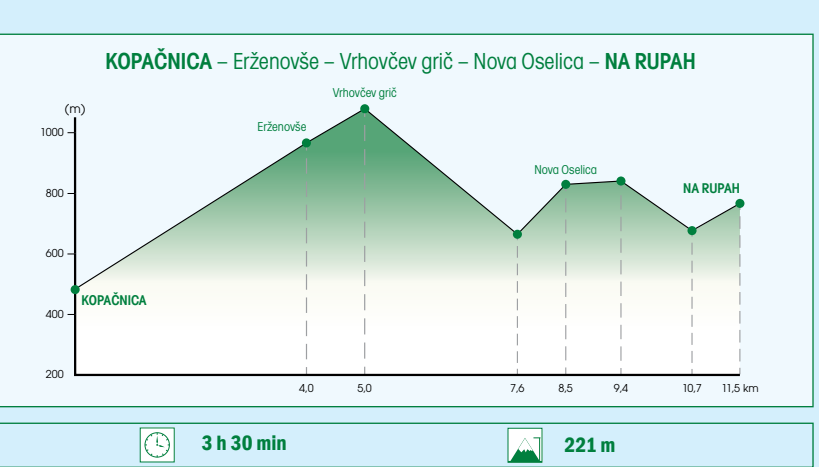 KOPAČNICA – Erženovše – Vrhovčev grič – Nova Oselica – NA RUPAH
(m)
Vrhovčev grič
Erženovše
1000
Nova Oselica
NA RUPAH
800
600
KOPAČNICA
400
200
4,0 5,0 7,6 8,5 9,4 10,7 11,5 km
3 h 30 min 221 m